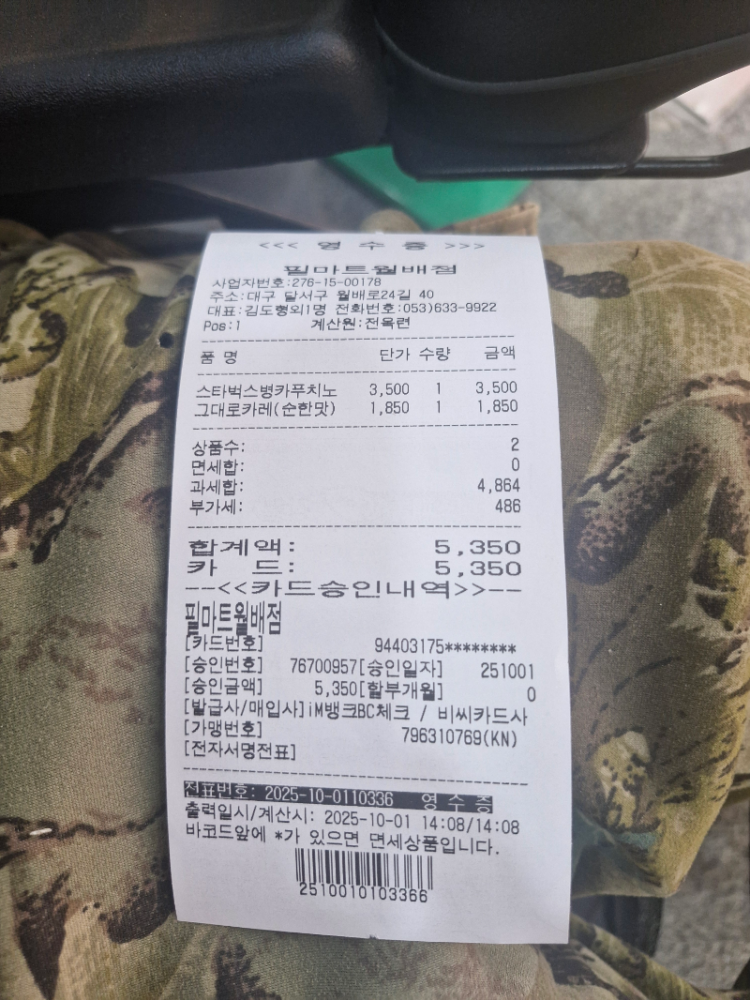 <<< 영 수 증 >>>
필마트월배점
사업자번호:276-15-00178
주소:대구 달서구 월배로24길 40
대표:김도형외1명 전화번호:053)633-9922
Pos:1 계산원:전옥련
품 명 단가 수량 금액
스타벅스병카푸치노 3,500 1 3,500
그대로카레(순한맛) 1,850 1 1,850
상품수: 2
면세합: 0
과세합: 4,864
부가세: 486
합계액: 5,350
카 드: 5,350
--<<카드승인내역>>--
필마트월배점
[카드번호] 94403175********
[승인번호] 76700957[승인일자] 251001
[승인금액] 5,350[할부개월] 0
[발급사/매입사]iM뱅크BC체크 / 비씨카드사
[가맹번호] 796310769(KN)
[전자서명전표]
전표번호: 2025-10-0110336 영 수 증
출력일시/계산시: 2025-10-01 14:08/14:08
바코드앞에 *가 있으면 면세상품입니다.
2510010103366